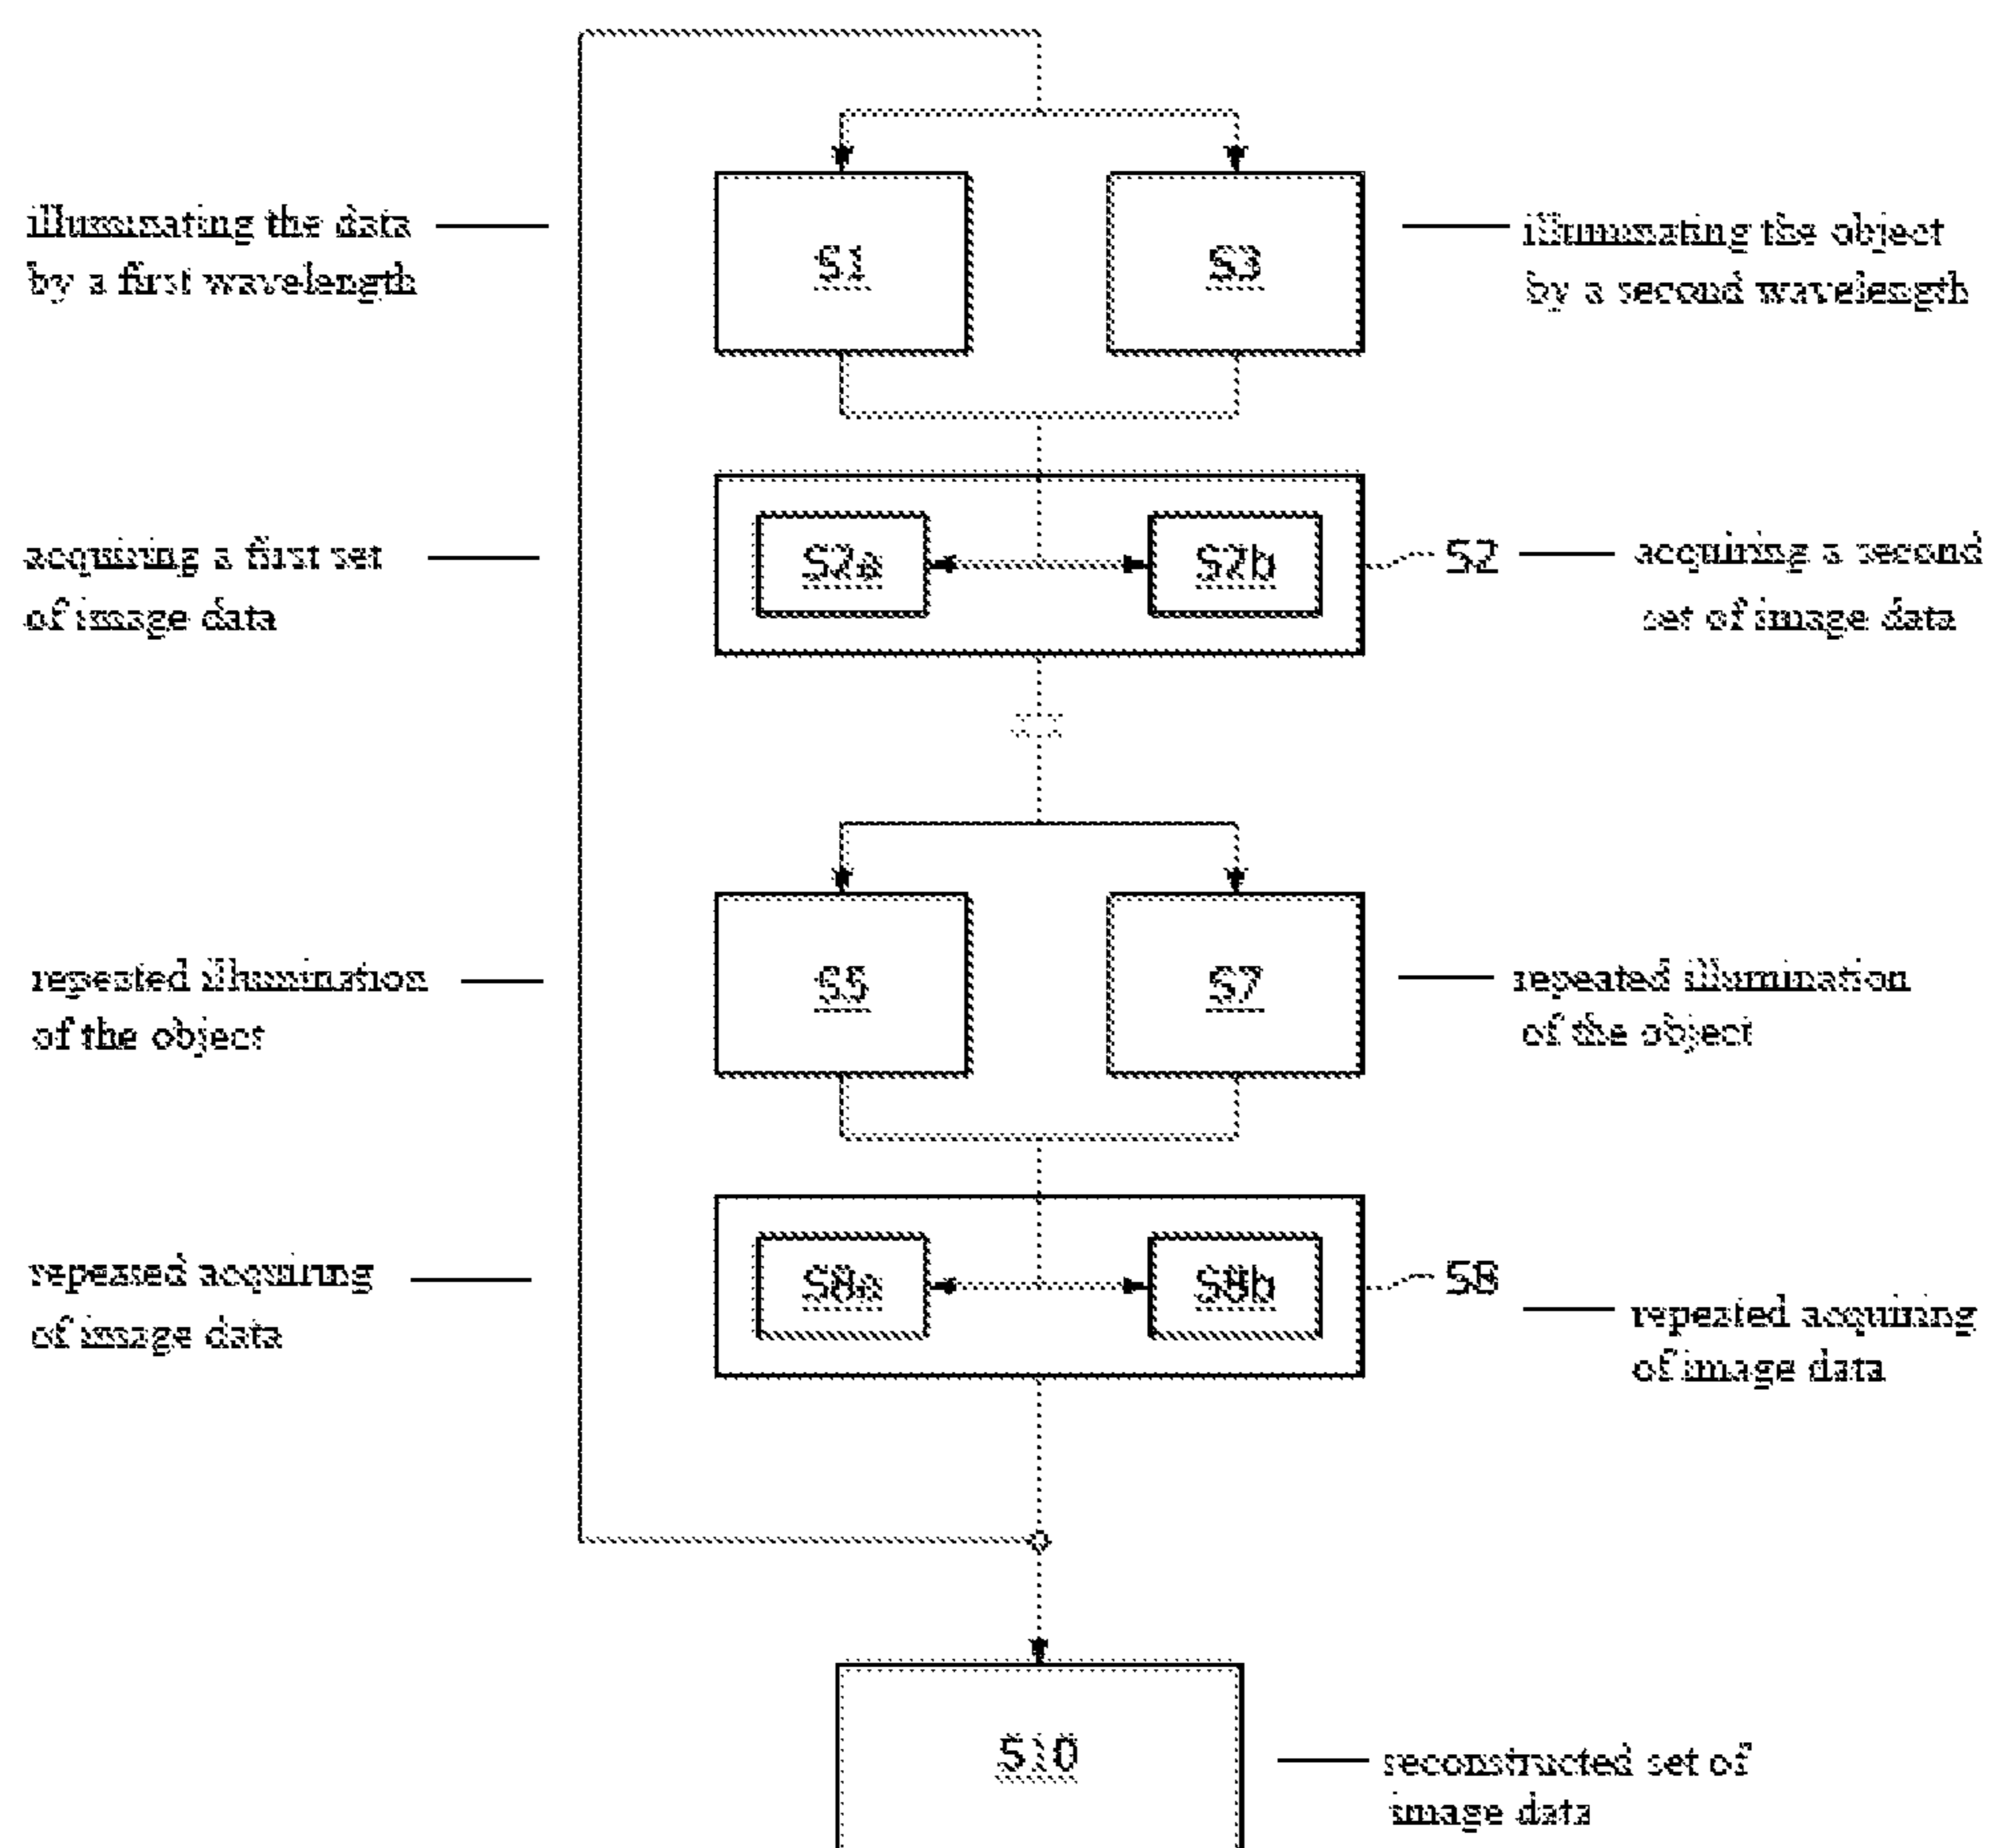 illuminating the data
by a first wavelength
S1
S3
illuminating the object
by a second wavelength
acquiring a first set
of image data
S2a
S2b
S2
acquiring a second
set of image data
repeated illumination
of the object
S5
S7
repeated illumination
of the object
repeated acquiring
of image data
S8a
S8b
S8
repeated acquiring
of image data
S10
reconstructed set of
image data